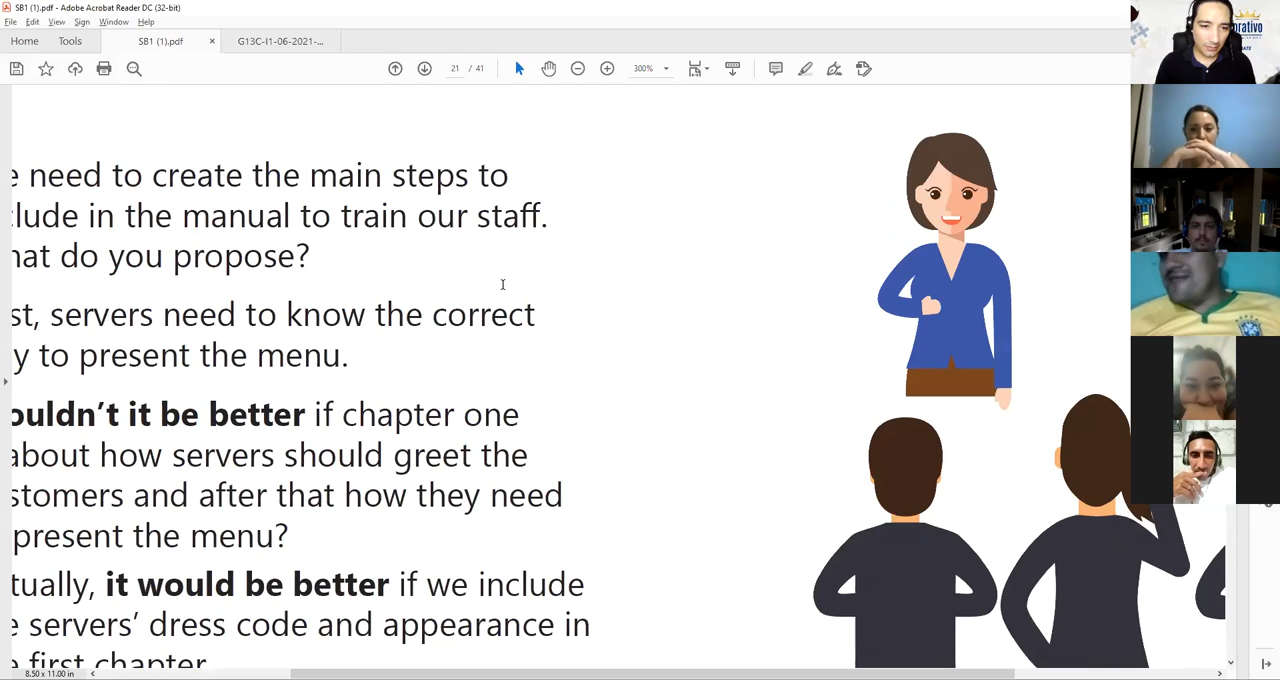 SB1 (1).pdf - Adobe Acrobat Reader DC (32-bit)
File Edit View Sign Window Help
Home Tools SB1 (1).pdf × G13C-I1-06-2021-...
21 / 41 300%
need to create the main steps to
clude in the manual to train our staff.
hat do you propose?
st, servers need to know the correct
y to present the menu.
ouldn't it be better if chapter one
about how servers should greet the
stomers and after that how they need
present the menu?
tually, it would be better if we include
servers' dress code and appearance in
first chapter
8.50 x 11.00 in